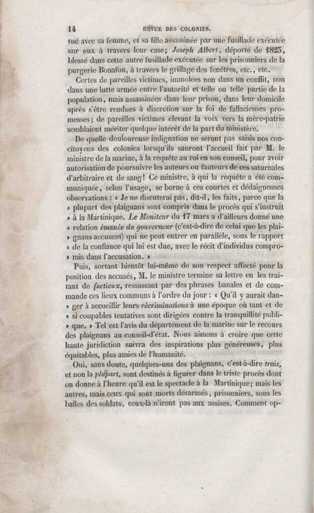 14 REVUE DES COLONIES.
tué avec sa femme, et sa fille assassinée par une fusillade exécutée
sur eux à travers leur case; Joseph Albert, déporté de 1823,
blessé dans cette autre fusillade exécutée sur les prisonniers de la
purgerie Bonafon, à travers le grillage des fenêtres, etc., etc.
Certes de pareilles victimes, immolées non dans un conflit, non
dans une lutte armée entre l'autorité et telle ou telle partie de la
population, mais assassinées dans leur prison, dans leur domicile
après s'être rendues à discrétion sur la foi de fallacieuses pro-
messes; de pareilles victimes élevant la voix vers la mère-patrie
semblaient mériter quelque intérêt de la part du ministère.
De quelle douloureuse indignation ne seront pas saisis nos con-
citoyens des colonies lorsqu'ils sauront l'accueil fait par M. le
ministre de la marine, à la requête au roi en son conseil, pour avoir
autorisation de poursuivre les auteurs ou fauteurs de ces saturnales
d'arbitraire et de sang! Ce ministre, à qui la requête a été com-
muniquée, selon l'usage, se borne à ces courtes et dédaigneuses
observations: « Je ne discuterai pas, dit-il, les faits, parce que la
» plupart des plaignans sont compris dans le procès qui s'instruit
» à la Martinique. Le Moniteur du 17 mars a d'ailleurs donné une
» relation émanée du gouverneur (c'est-à-dire de celui que les plai-
» gnans accusent) qui ne peut entrer en parallèle, sous le rapport
» de la confiance qui lui est due, avec le récit d'individus compro-
» mis dans l'accusation. »
Puis, sortant bientôt lui-même de son respect affecté pour la
position des accusés, M. le ministre termine sa lettre en les trai-
tant de factieux, ressassant par des phrases banales et de com-
mande ces lieux communs à l'ordre du jour: « Qu'il y aurait dan-
» ger à accueillir leurs récriminations à une époque où tant et de
» si coupables tentatives sont dirigées contre la tranquillité publi-
» que. » Tel est l'avis du département de la marine sur le recours
des plaignans au conseil-d'état. Nous aimons à croire que cette
haute juridiction suivra des inspirations plus généreuses, plus
équitables, plus amies de l'humanité.
Oui, sans doute, quelques-uns des plaignans, c'est-à-dire trois,
et non la plupart, sont destinés à figurer dans le triste procès dont
on donne à l'heure qu'il est le spectacle à la Martinique; mais les
autres, mais ceux qui sont morts désarmés, prisonniers, sous les
balles des soldats, ceux-là n'iront pas aux assises. Comment op-